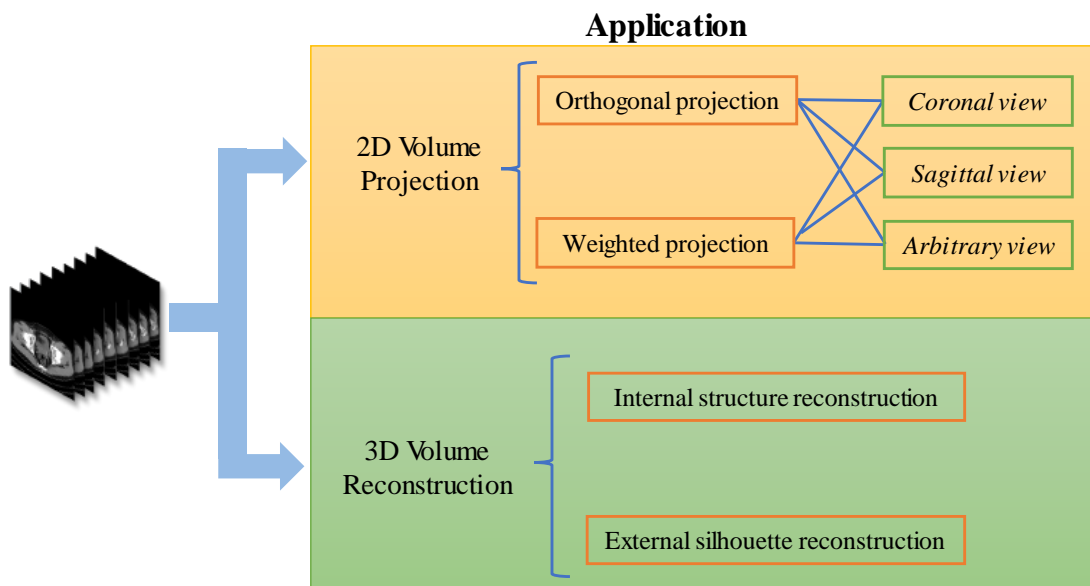 Application
2D Volume
Projection
Orthogonal projection
Weighted projection
Coronal view
Sagittal view
Arbitrary view
3D Volume
Reconstruction
Internal structure reconstruction
External silhouette reconstruction